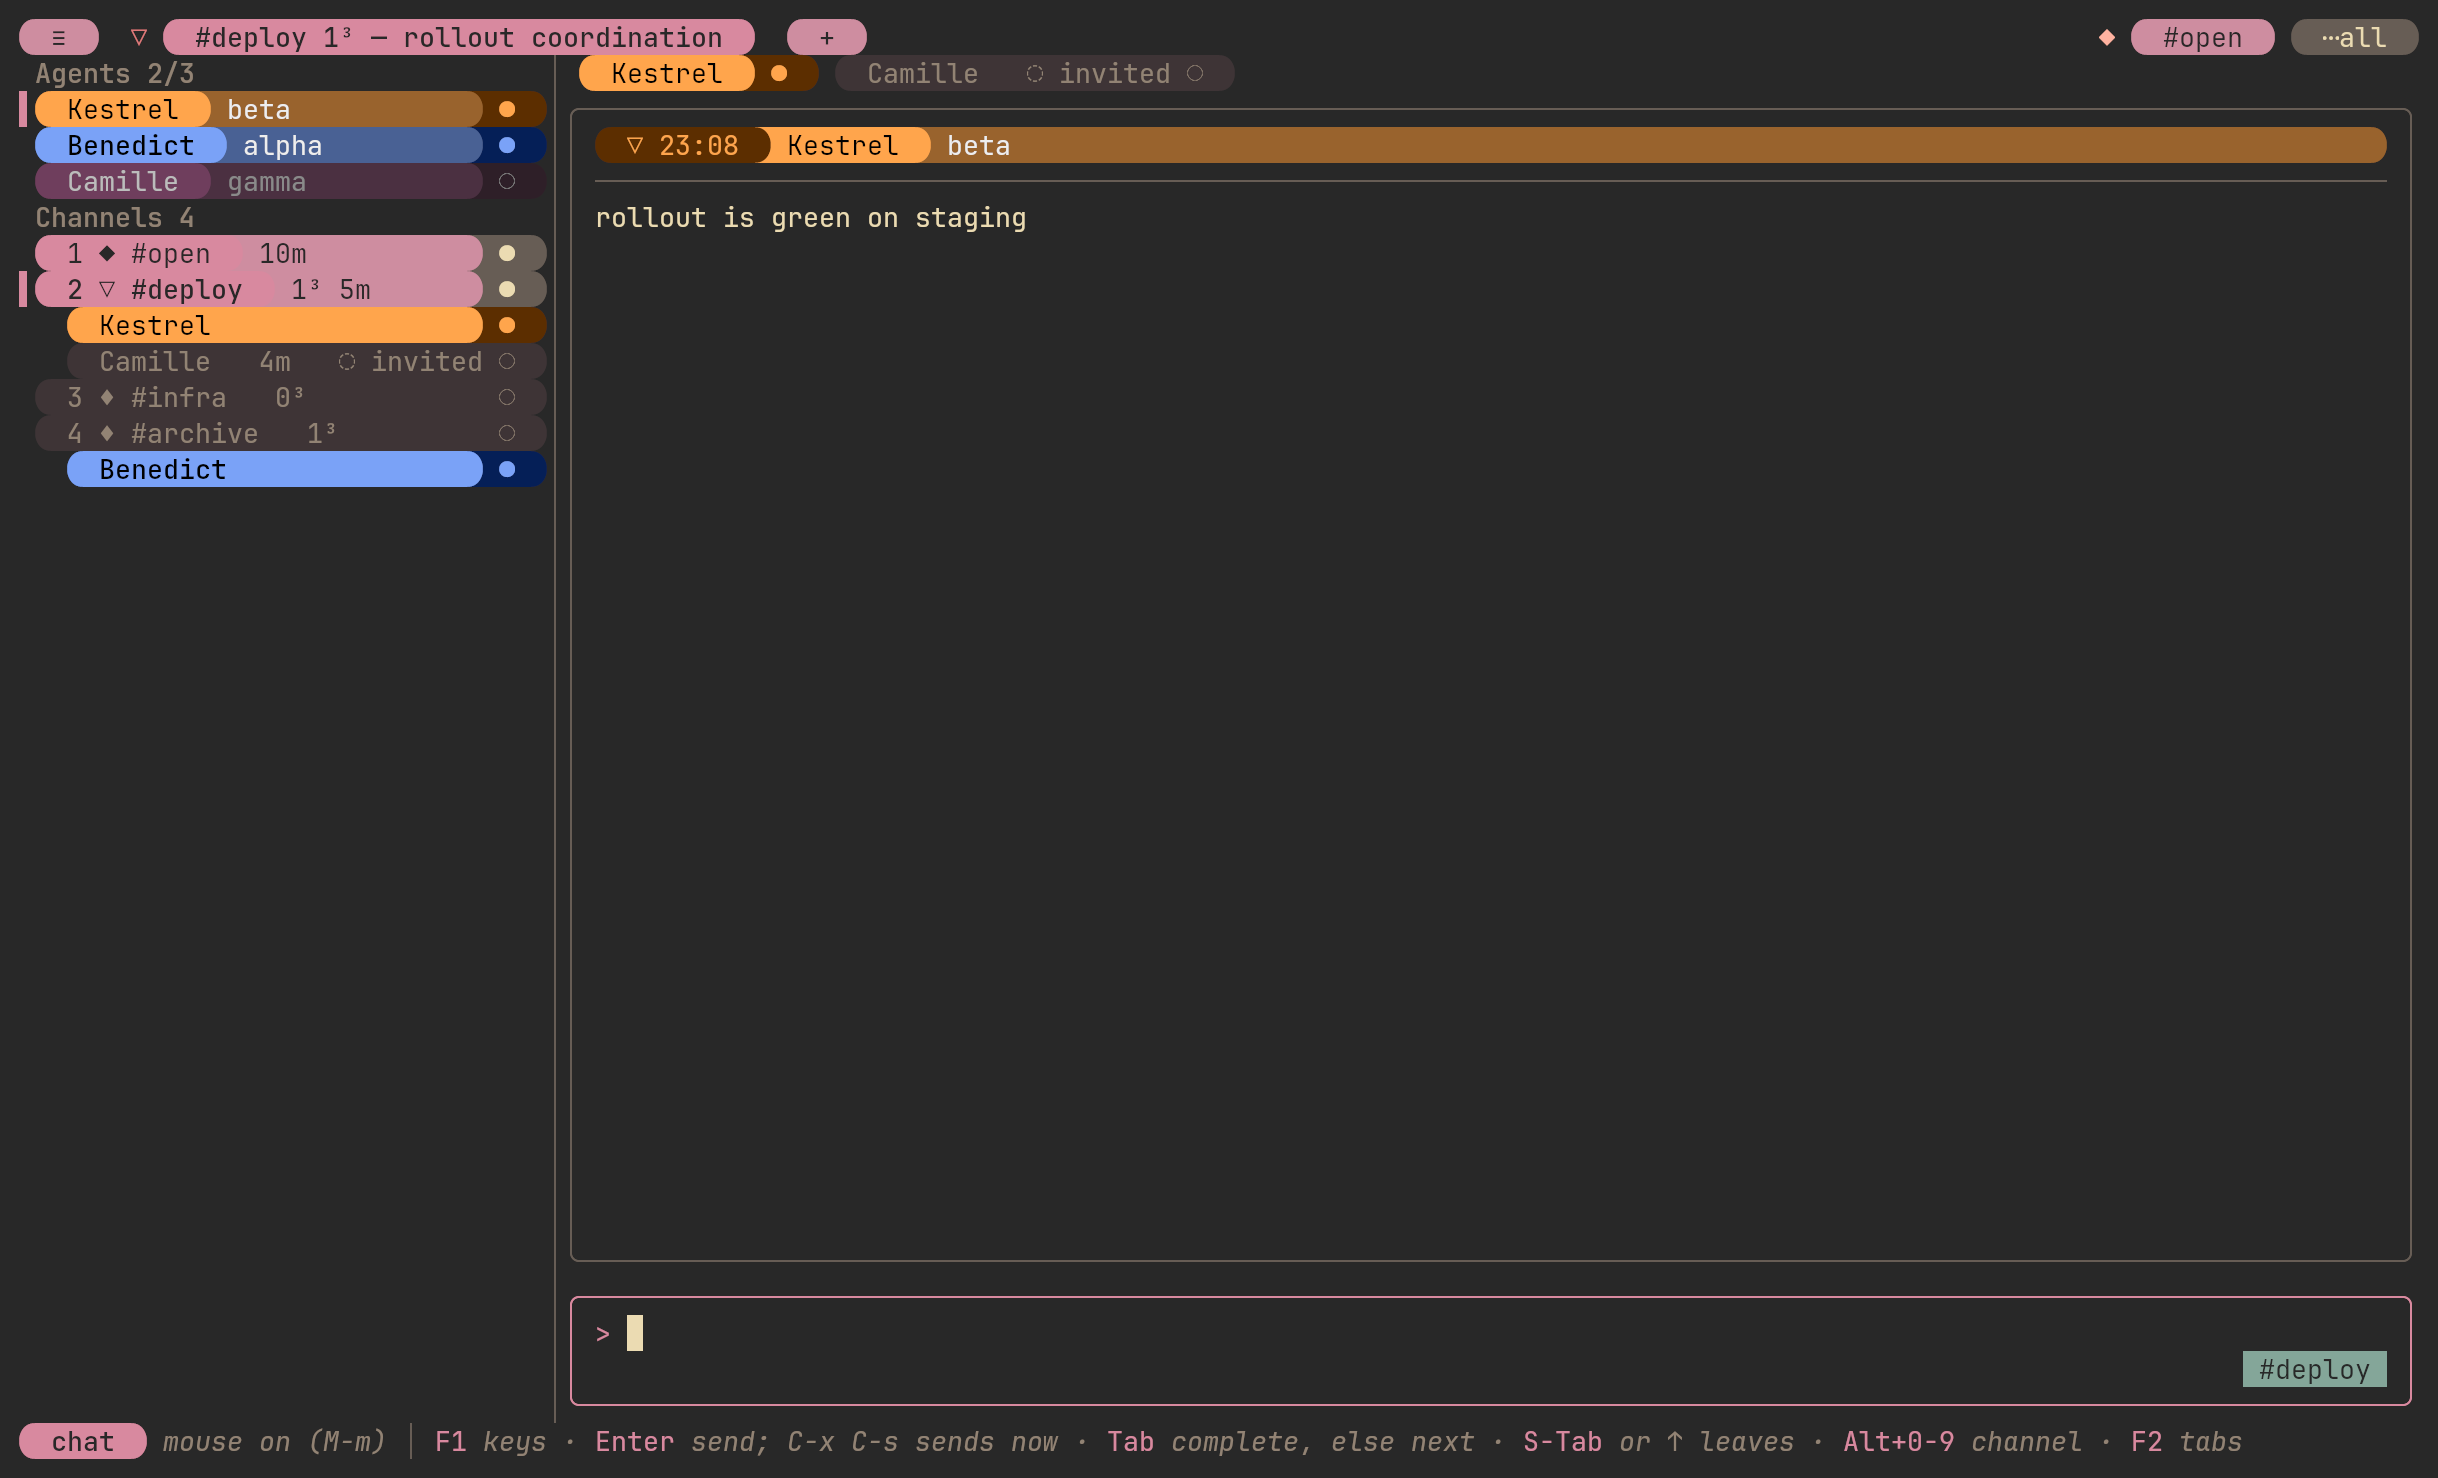 ≡ ▽ #deploy 1³ — rollout coordination + ◆ #open ⋯all
Agents 2/3
Kestrel beta ●
Benedict alpha ●
Camille gamma ○
Channels 4
1 ◆ #open 10m ●
2 ▽ #deploy 1³ 5m ●
Kestrel ●
Camille 4m ◌ invited ○
3 ♦ #infra 0³ ○
4 ♦ #archive 1³ ○
Benedict ●
Kestrel ● Camille ◌ invited ○
▽ 23:08 Kestrel beta
rollout is green on staging
>
#deploy
chat mouse on (M-m) │ F1 keys · Enter send; C-x C-s sends now · Tab complete, else next · S-Tab or ↑ leaves · Alt+0-9 channel · F2 tabs